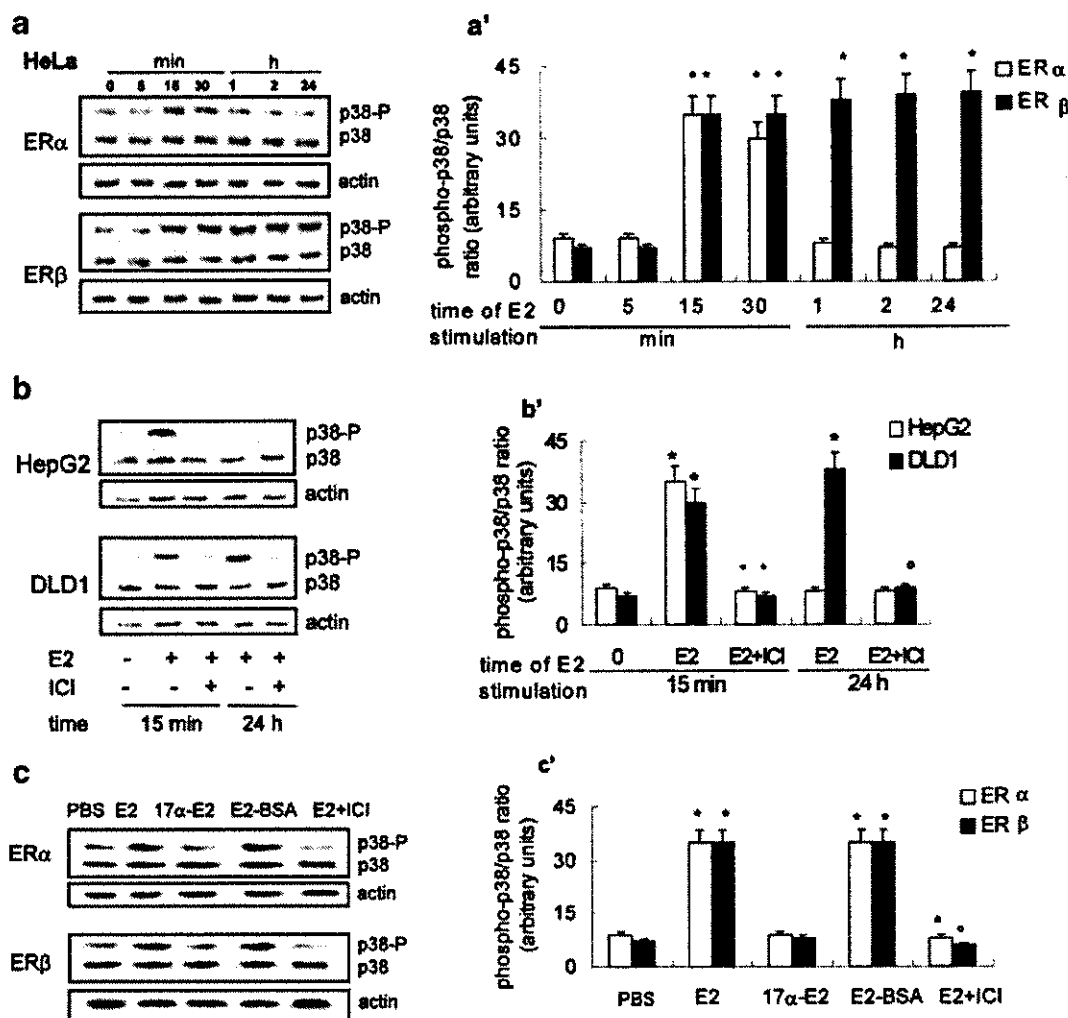 a
HeLa
min
h
0 5 15 30 1 2 24
ERα
p38-P
p38
actin
ERβ
p38-P
p38
actin
a'
ERα
ERβ
phospho-p38/p38
ratio (arbitrary units)
45
30
15
0
time of E2
stimulation
0 5 15 30 1 2 24
min
h
b
HepG2
p38-P
p38
actin
DLD1
p38-P
p38
actin
E2 - + + + +
ICI - - + - +
time 15 min 24 h
b'
HepG2
DLD1
phospho-p38/p38 ratio
(arbitrary units)
45
30
15
0
time of E2
stimulation
0 E2 E2+ICI E2 E2+ICI
15 min 24 h
c
PBS E2 17α-E2 E2-BSA E2+ICI
ERα
p38-P
p38
actin
ERβ
p38-P
p38
actin
c'
ER α
ER β
phospho-p38/p38 ratio
(arbitrary units)
45
30
15
0
PBS E2 17α-E2 E2-BSA E2+ICI